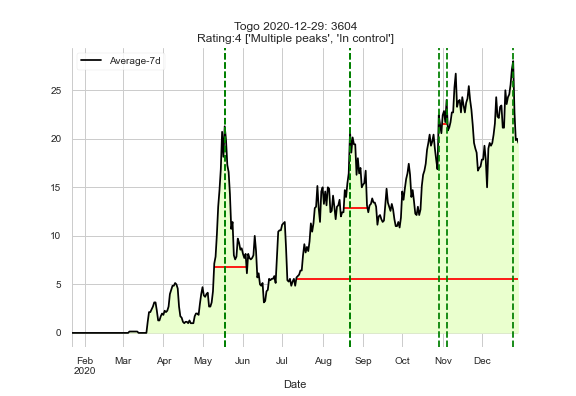 Togo 2020-12-29: 3604
Rating:4 ['Multiple peaks', 'In control']
Average-7d
25
20
15
10
5
0
Feb Mar Apr May Jun Jul Aug Sep Oct Nov Dec
2020
Date